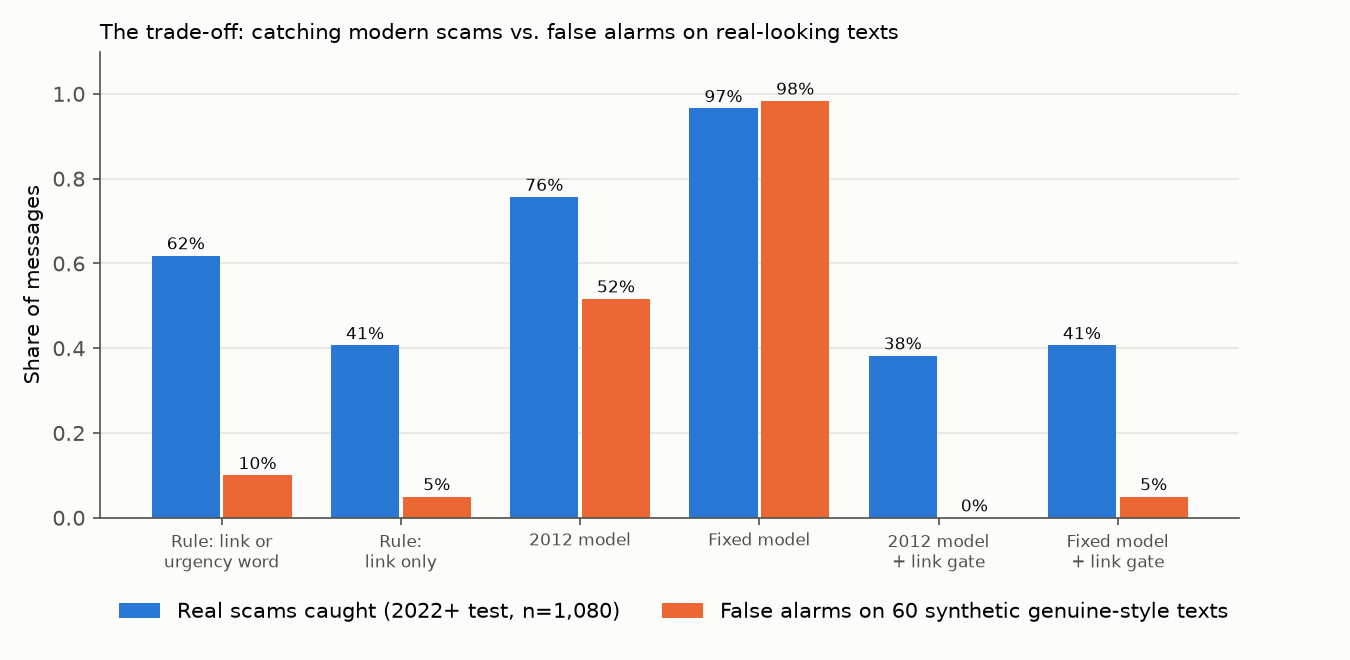 The trade-off: catching modern scams vs. false alarms on real-looking texts
Share of messages
1.0
0.8
0.6
0.4
0.2
0.0
62%
10%
41%
5%
76%
52%
97%
98%
38%
0%
41%
5%
Rule: link or
urgency word
Rule:
link only
2012 model
Fixed model
2012 model
+ link gate
Fixed model
+ link gate
Real scams caught (2022+ test, n=1,080)
False alarms on 60 synthetic genuine-style texts